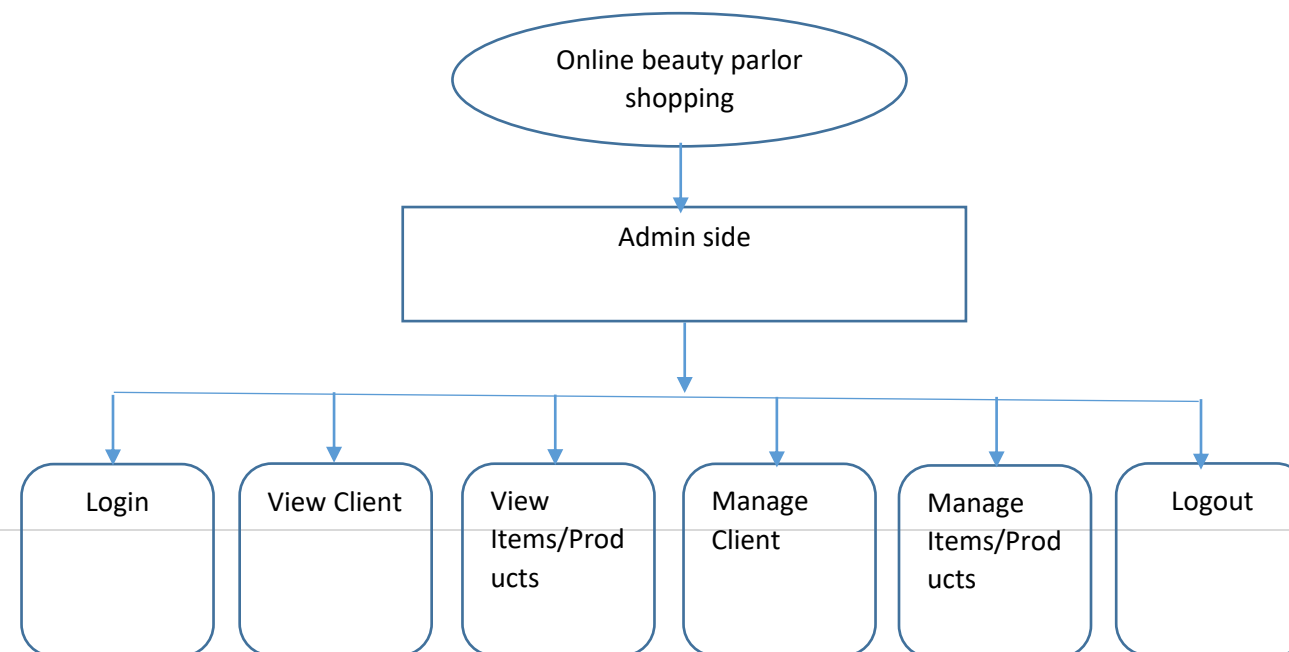 Online beauty parlor
shopping
Admin side
Login
View Client
View
Items/Prod
ucts
Manage
Client
Manage
Items/Prod
ucts
Logout